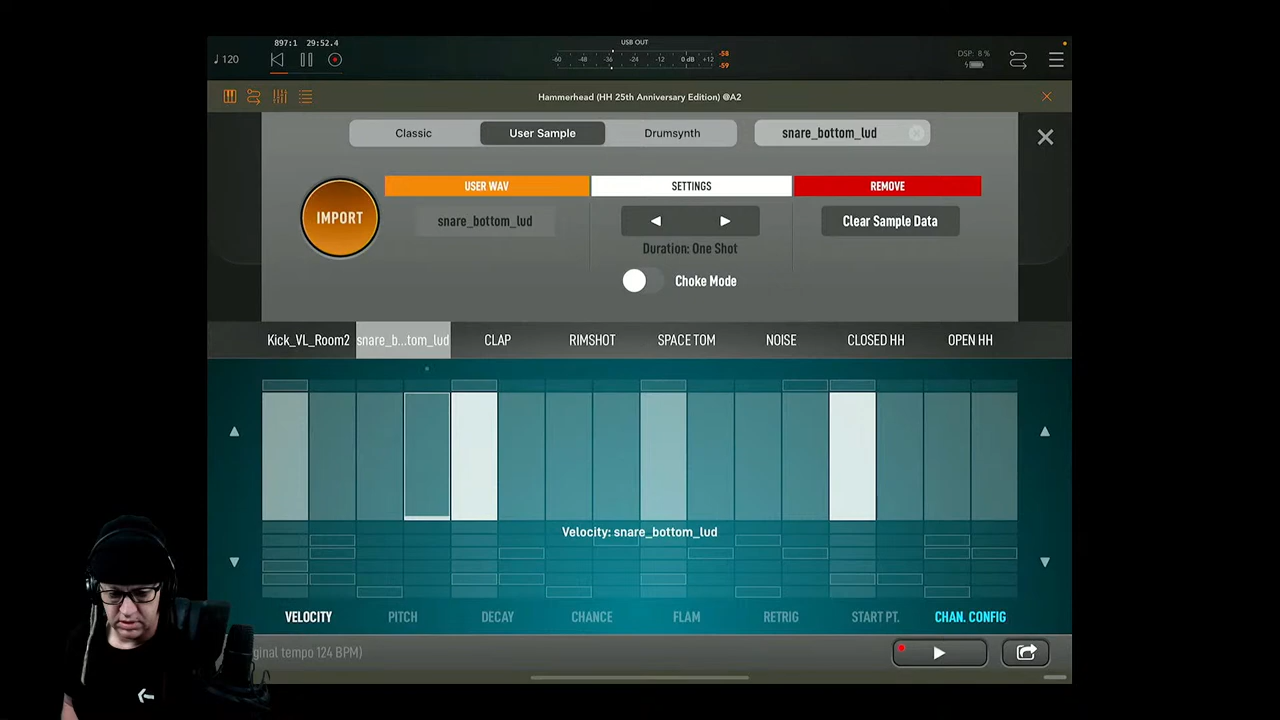 897:1 29:52.4
USB OUT
♩ 120
-60 -48 -36 -24 -12 0 dB +12
-58
-59
DSP: 8 %
Hammerhead (HH 25th Anniversary Edition) @A2
Classic User Sample Drumsynth snare_bottom_lud
USER WAV SETTINGS REMOVE
IMPORT
snare_bottom_lud
Clear Sample Data
Duration: One Shot
Choke Mode
Kick_VL_Room2 snare_b...tom_lud CLAP RIMSHOT SPACE TOM NOISE CLOSED HH OPEN HH
Velocity: snare_bottom_lud
VELOCITY PITCH DECAY CHANCE FLAM RETRIG START PT. CHAN. CONFIG
ginal tempo 124 BPM)